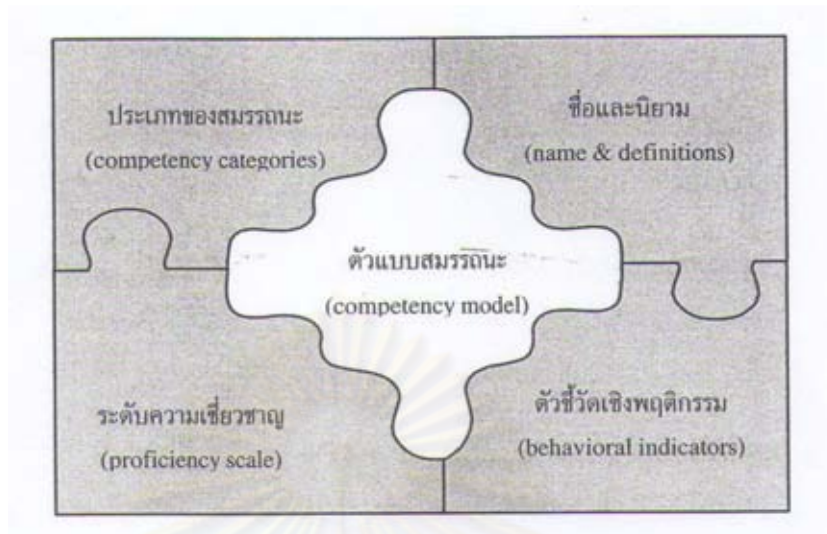 ประเภทของสมรรถนะ
(competency categories)
ชื่อและนิยาม
(name & definitions)
ตัวแบบสมรรถนะ
(competency model)
ระดับความเชี่ยวชาญ
(proficiency scale)
ตัวชี้วัดเชิงพฤติกรรม
(behavioral indicators)